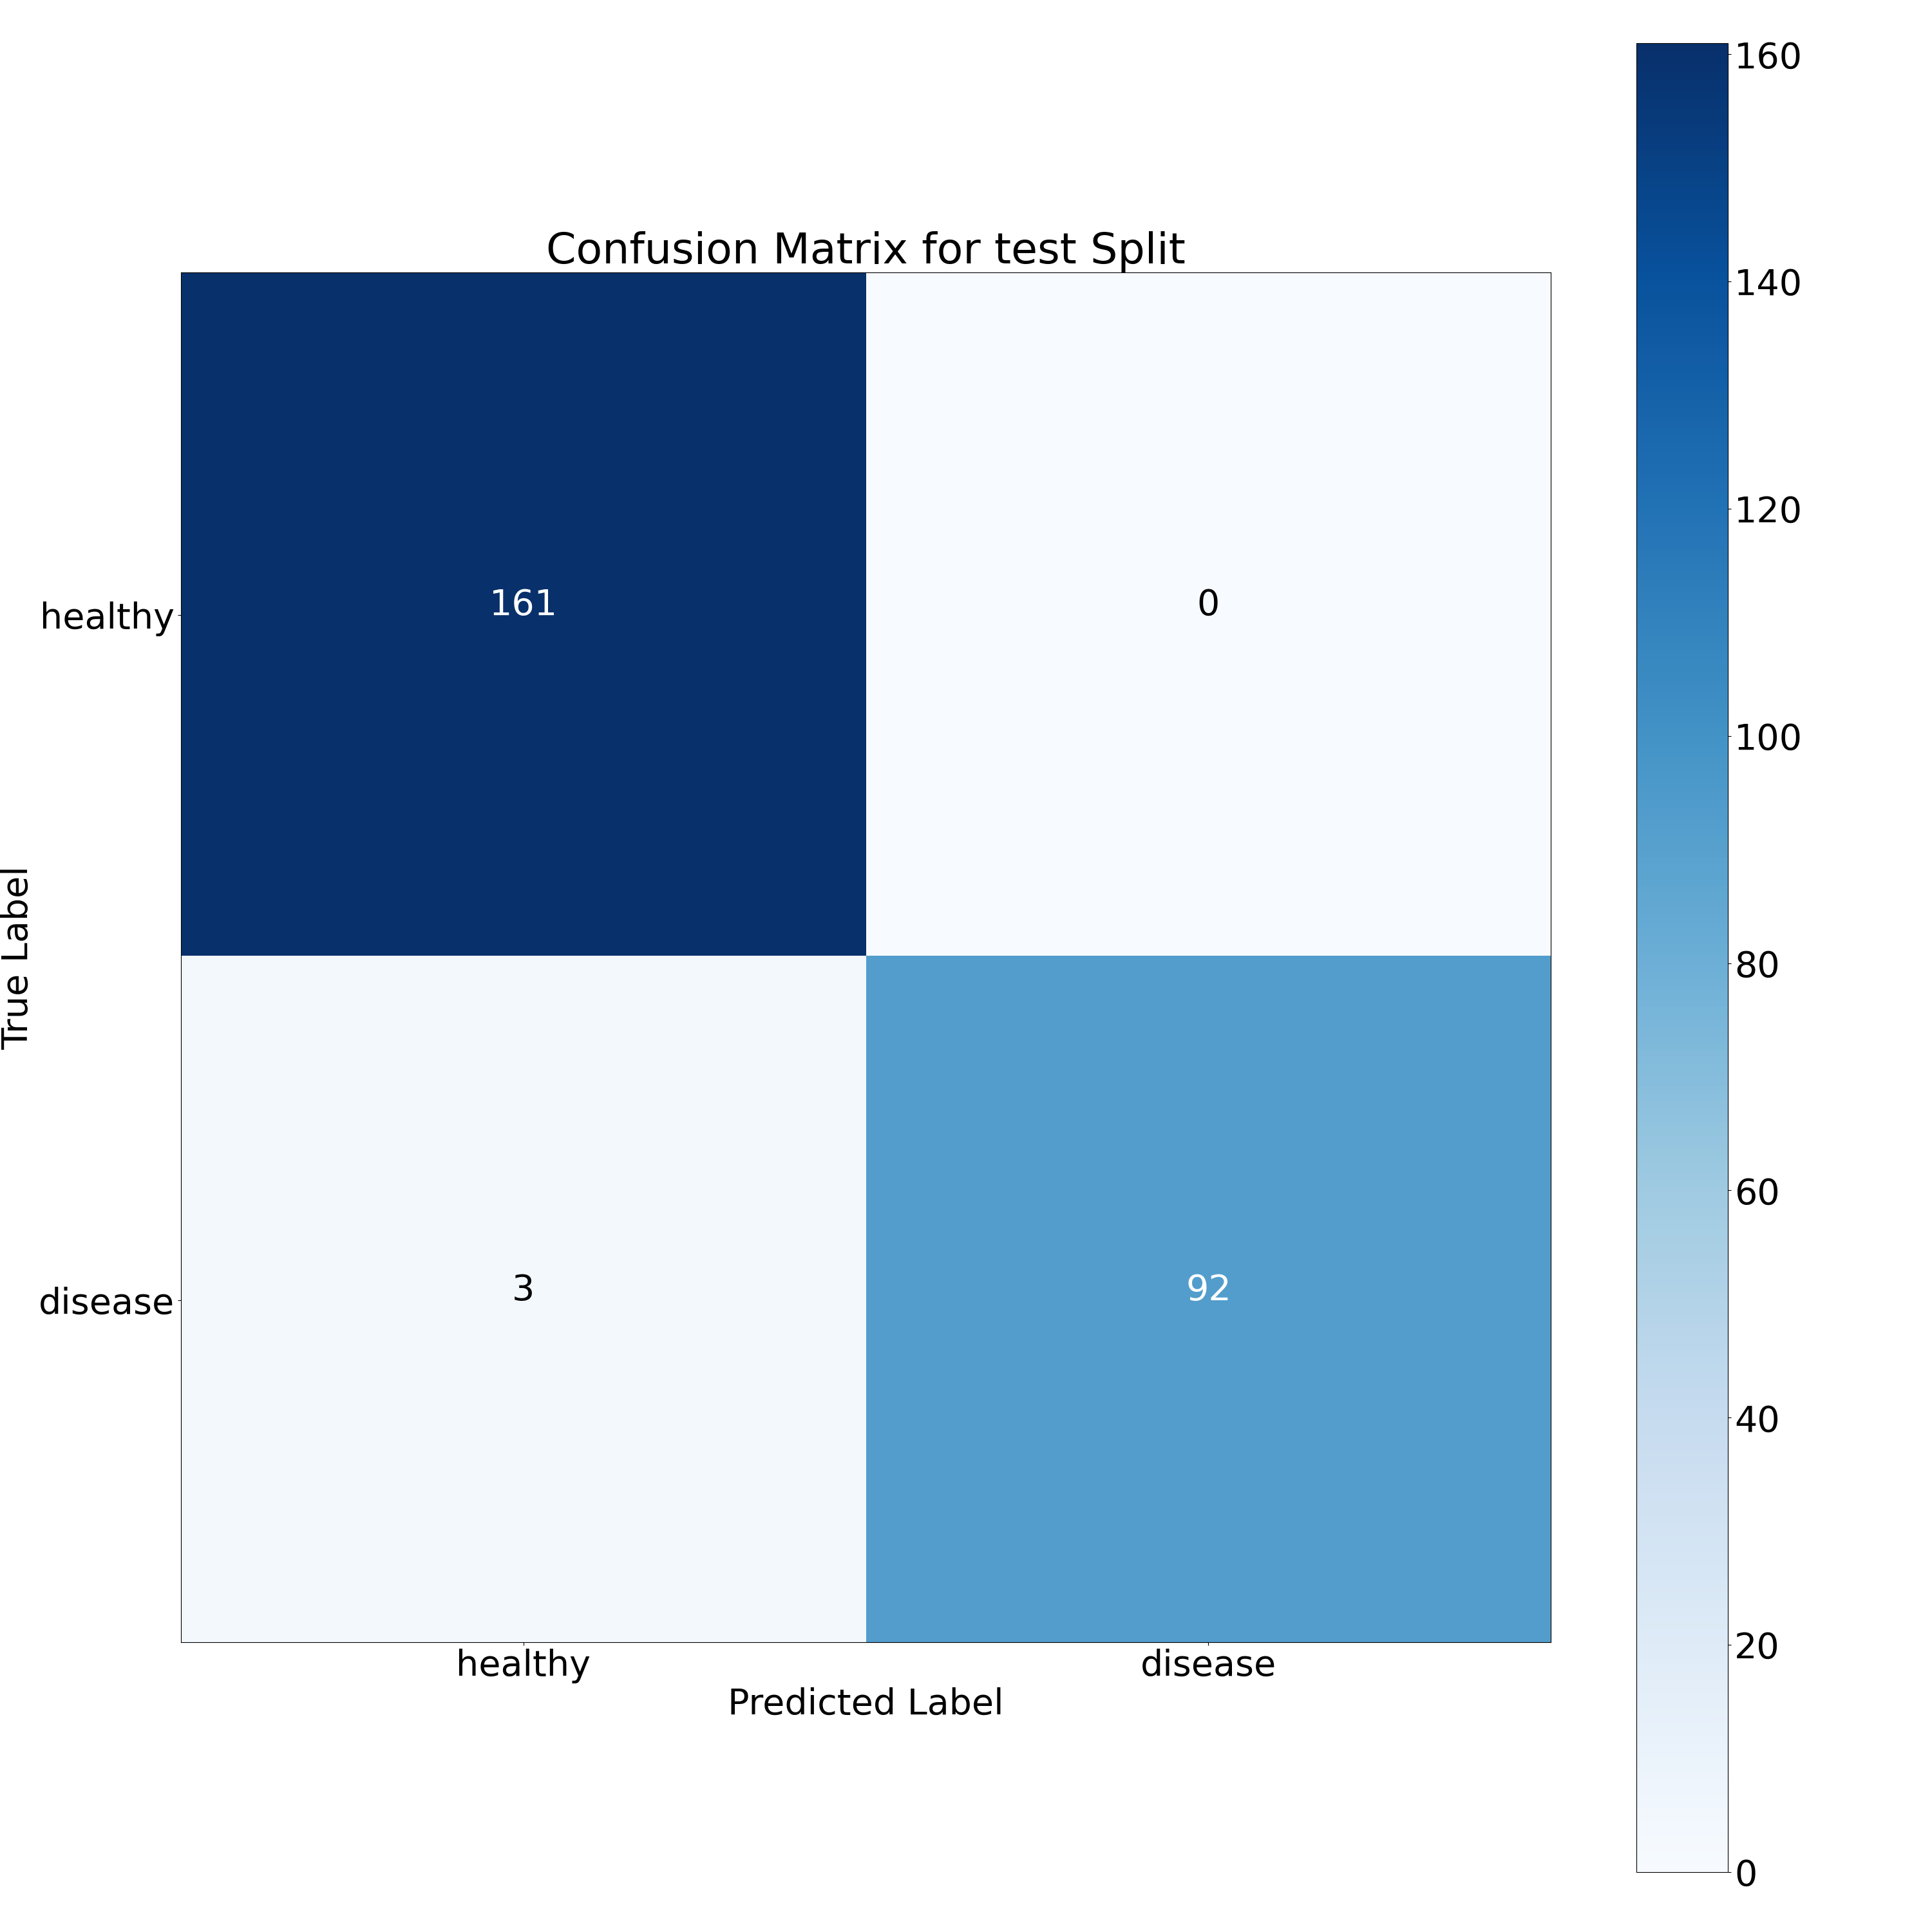 Confusion Matrix for test Split
True Label
healthy
161
0
disease
3
92
healthy
disease
Predicted Label
160
140
120
100
80
60
40
20
0